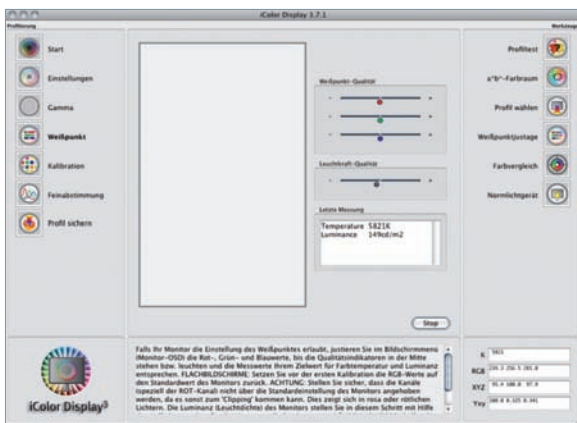 iColor Display 3.7.1
Profilierung
Werkzeuge
Start
Einstellungen
Gamma
Weißpunkt
Kalibration
Feinabstimmung
Profil sichern
Weißpunkt-Qualität
- +
- +
- +
Leuchtkraft-Qualität
- +
Letzte Messung
Temperature 5821K
Luminance 149cd/m2
Stop
Profiltest
a*b*-Farbraum
Profil wählen
Weißpunktjustage
Farbvergleich
Normlichtgerät
iColor Display³
Falls Ihr Monitor die Einstellung des Weißpunktes erlaubt, justieren Sie im Bildschirmmenü
(Monitor-OSD) die Rot-, Grün- und Blauwerte, bis die Qualitätsindikatoren in der Mitte
stehen bzw. leuchten und die Messwerte Ihrem Zielwert für Farbtemperatur und Luminanz
entsprechen. FLACHBILDSCHIRME: Setzen Sie vor der ersten Kalibration die RGB-Werte auf
den Standardwert des Monitors zurück. ACHTUNG: Stellen Sie sicher, dass die Kanäle
(speziell der ROT-Kanal) nicht über die Standardeinstellung des Monitors angehoben
werden, da es sonst zum 'Clipping' kommen kann. Dies zeigt sich in rosa oder rötlichen
Lichtern. Die Luminanz (Leuchtdichte) des Monitors stellen Sie in diesem Schritt mit Hilfe
K 5821
RGB
XYZ
Yxy